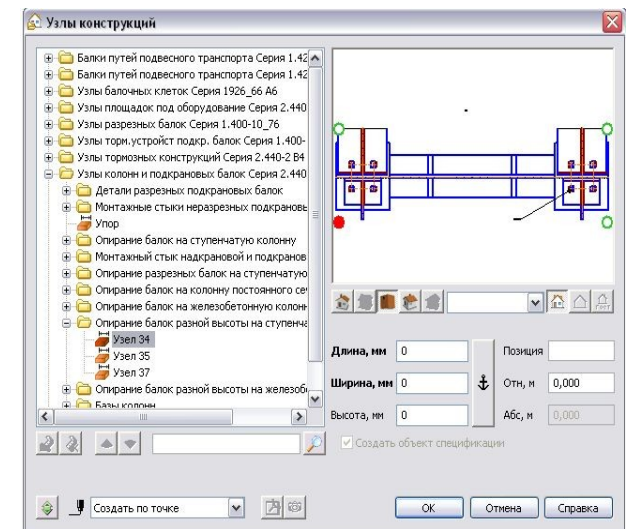 Узлы конструкций
Балки путей подвесного транспорта Серия 1.42
Балки путей подвесного транспорта Серия 1.42
Узлы балочных клеток Серия 1926_66 А6
Узлы площадок под оборудование Серия 2.440
Узлы разрезных балок Серия 1.400-10_76
Узлы торм.устройст подкр. балок Серия 1.400-
Узлы тормозных конструкций Серия 2.440-2 В4
Узлы колонн и подкрановых балок Серия 2.440
Детали разрезных подкрановых балок
Монтажные стыки неразрезных подкрановь
Упор
Опирание балок на ступенчатую колонну
Монтажный стык надкрановой и подкранов
Опирание разрезных балок на ступенчатую
Опирание балок на колонну постоянного сеч
Опирание балок на железобетонную колонн
Опирание балок разной высоты на ступенча
Узел 34
Узел 35
Узел 37
Опирание балок разной высоты на железобе
Базы колонн
Длина, мм 0 Позиция
Ширина, мм 0 Отн, м 0,000
Высота, мм 0 Абс, м 0,000
Создать объект спецификации
Создать по точке ОК Отмена Справка